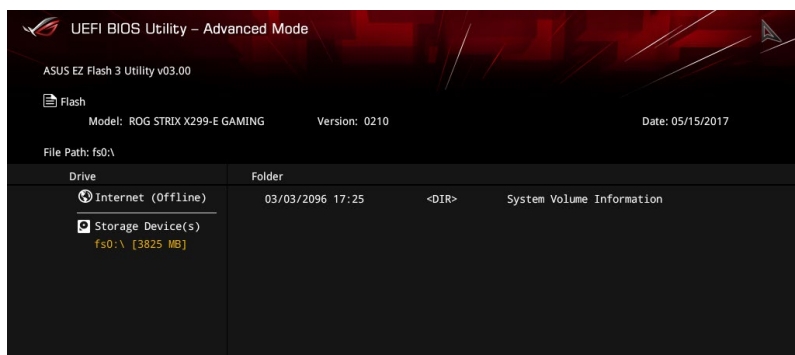 UEFI BIOS Utility – Advanced Mode
ASUS EZ Flash 3 Utility v03.00
Flash
Model: ROG STRIX X299-E GAMING Version: 0210 Date: 05/15/2017
File Path: fs0:\
Drive Folder
Internet (Offline) 03/03/2096 17:25 <DIR> System Volume Information
Storage Device(s)
fs0:\ [3825 MB]